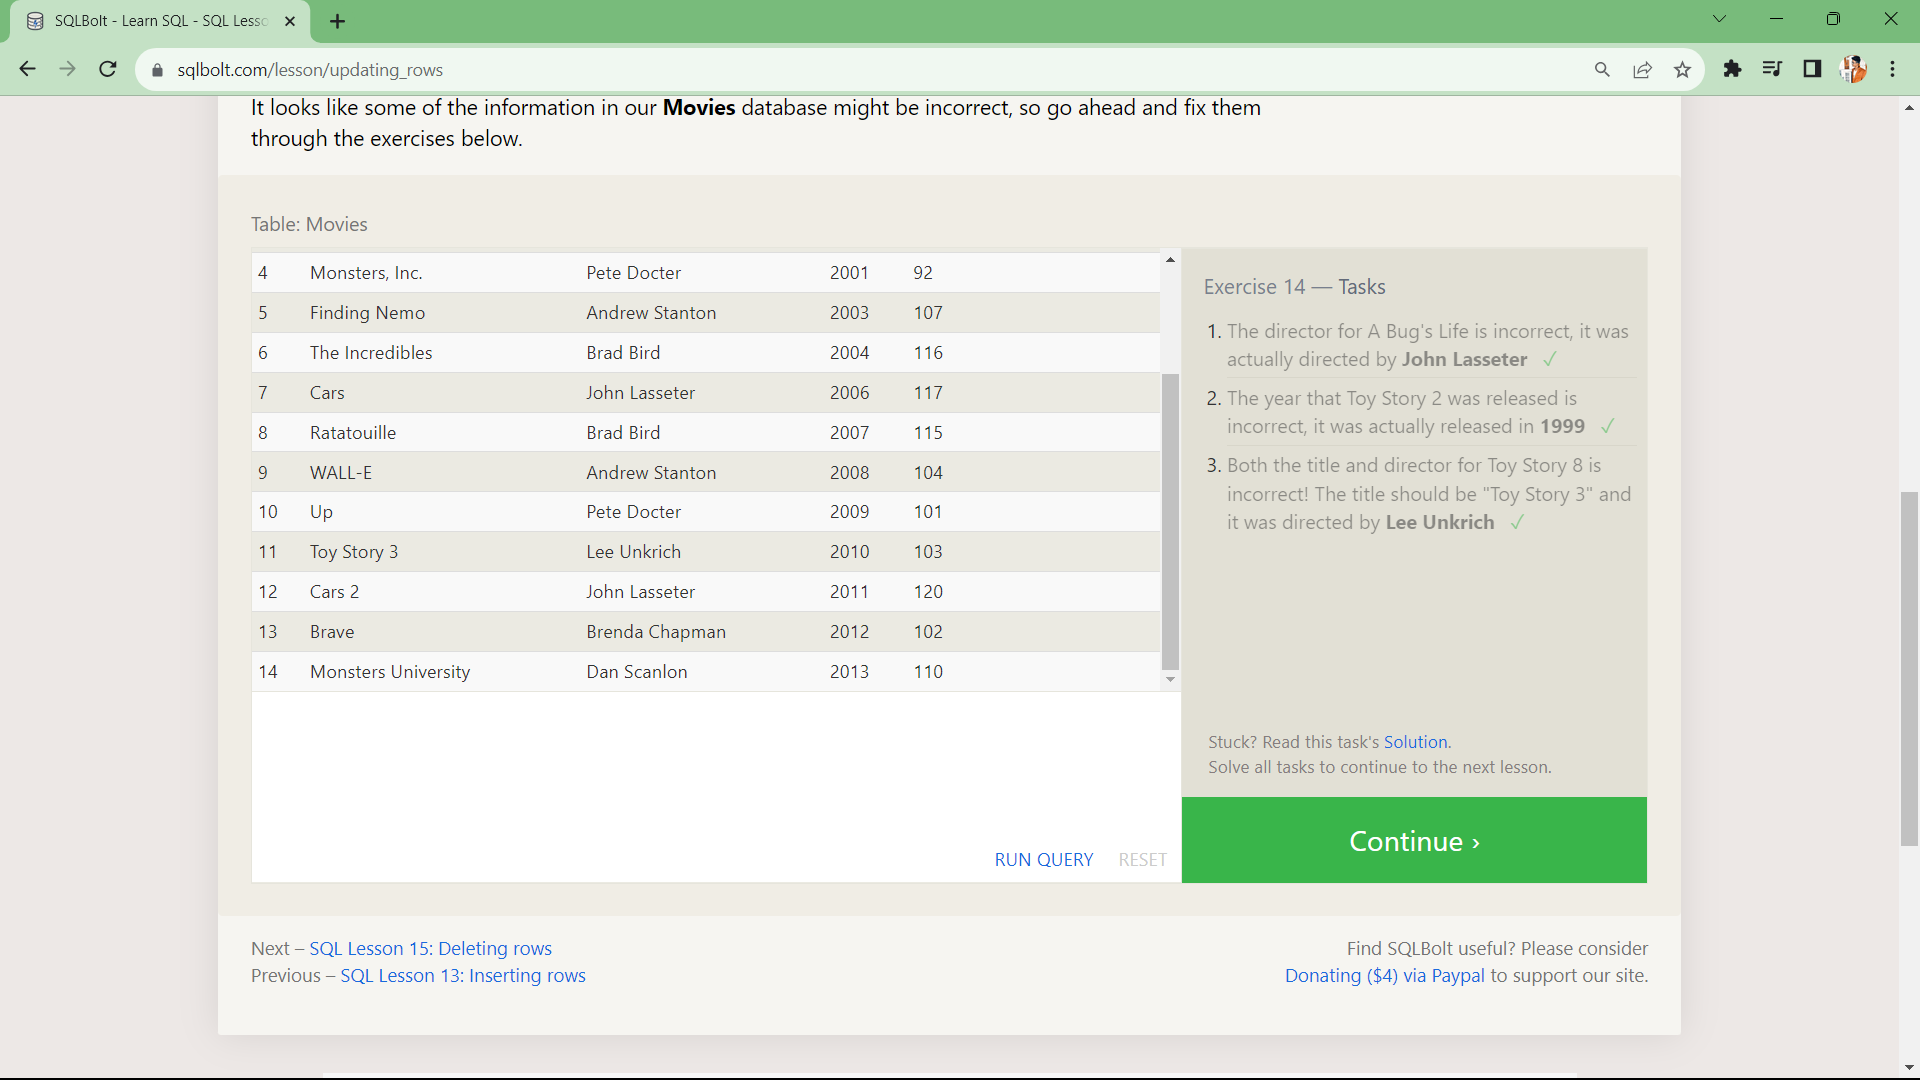 SQLBolt - Learn SQL - SQL Lesso
sqlbolt.com/lesson/updating_rows
It looks like some of the information in our Movies database might be incorrect, so go ahead and fix them
through the exercises below.
Table: Movies
4 Monsters, Inc. Pete Docter 2001 92
5 Finding Nemo Andrew Stanton 2003 107
6 The Incredibles Brad Bird 2004 116
7 Cars John Lasseter 2006 117
8 Ratatouille Brad Bird 2007 115
9 WALL-E Andrew Stanton 2008 104
10 Up Pete Docter 2009 101
11 Toy Story 3 Lee Unkrich 2010 103
12 Cars 2 John Lasseter 2011 120
13 Brave Brenda Chapman 2012 102
14 Monsters University Dan Scanlon 2013 110
RUN QUERY RESET
Exercise 14 — Tasks
1. The director for A Bug's Life is incorrect, it was
actually directed by John Lasseter ✓
2. The year that Toy Story 2 was released is
incorrect, it was actually released in 1999 ✓
3. Both the title and director for Toy Story 8 is
incorrect! The title should be "Toy Story 3" and
it was directed by Lee Unkrich ✓
Stuck? Read this task's Solution.
Solve all tasks to continue to the next lesson.
Continue ›
Next – SQL Lesson 15: Deleting rows
Previous – SQL Lesson 13: Inserting rows
Find SQLBolt useful? Please consider
Donating ($4) via Paypal to support our site.